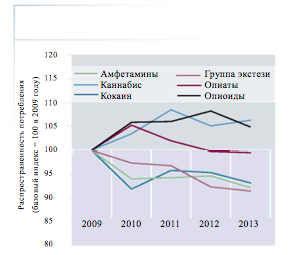 Распространенность потребления
(базовый индекс = 100 в 2009 году)
120
115
110
105
100
95
90
85
80
Амфетамины
Группа экстези
Каннабис
Опиаты
Кокаин
Опиоиды
2009 2010 2011 2012 2013